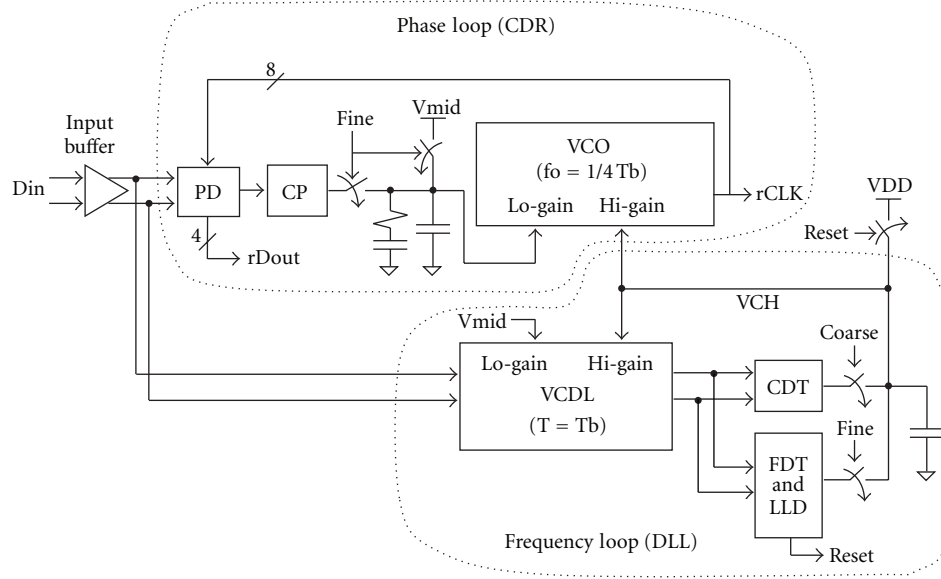 Phase loop (CDR)
8
Input
buffer
Fine
Vmid
VCO
(fo = 1/4 Tb)
Lo-gain Hi-gain
Din
PD
CP
rCLK
4
rDout
VDD
Reset
VCH
Vmid
Lo-gain Hi-gain
VCDL
(T = Tb)
Coarse
CDT
Fine
FDT
and
LLD
Reset
Frequency loop (DLL)